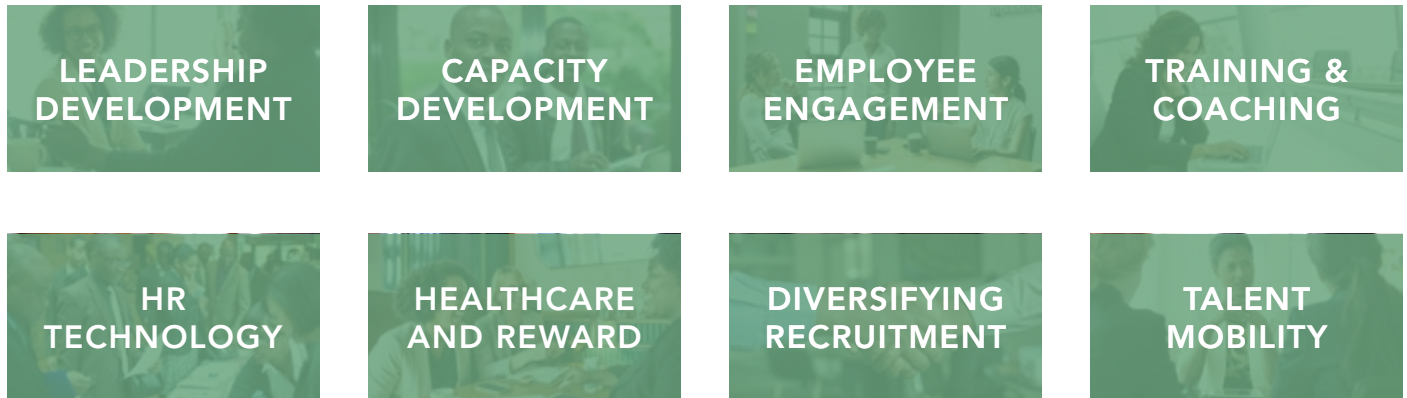 LEADERSHIP
DEVELOPMENT
CAPACITY
DEVELOPMENT
EMPLOYEE
ENGAGEMENT
TRAINING &
COACHING
HR
TECHNOLOGY
HEALTHCARE
AND REWARD
DIVERSIFYING
RECRUITMENT
TALENT
MOBILITY